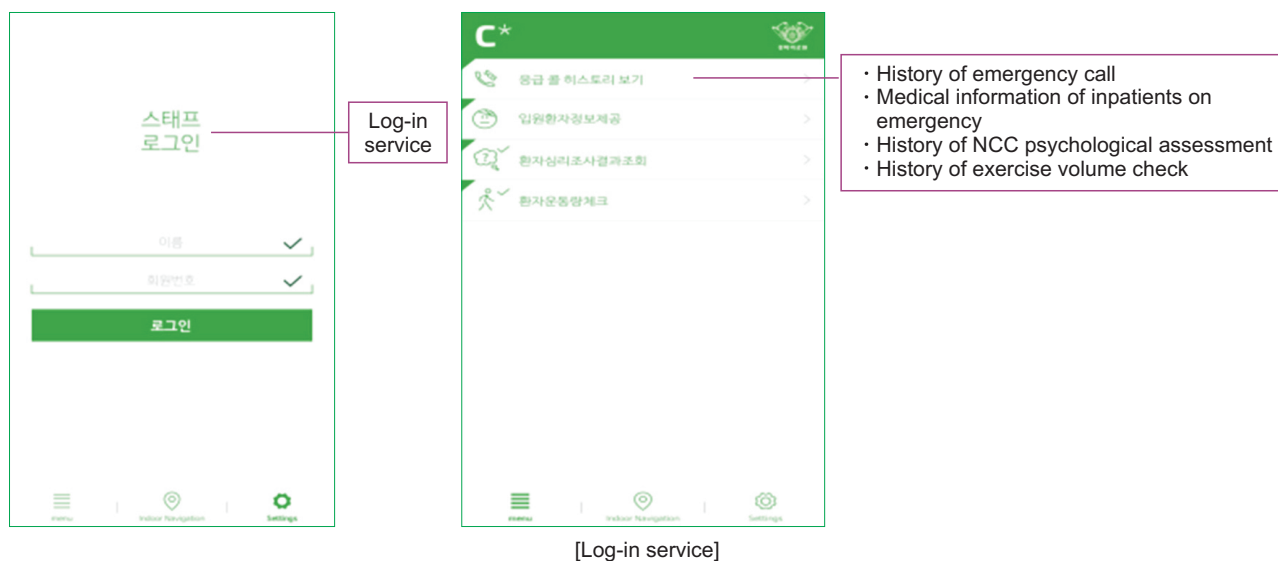 스태프
로그인
이름
회원번호
로그인
menu
Indoor Navigation
Settings
Log-in
service
C*
응급 콜 히스토리 보기
입원환자정보제공
환자심리조사결과조회
환자운동량체크
menu
Indoor Navigation
Settings
· History of emergency call
· Medical information of inpatients on
emergency
· History of NCC psychological assessment
· History of exercise volume check
[Log-in service]